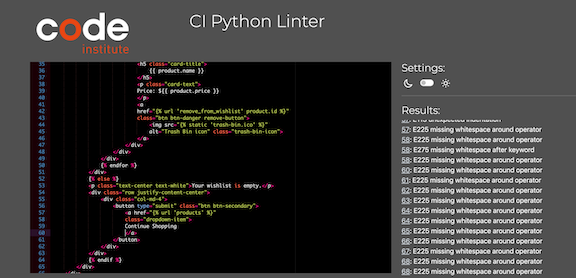 code
institute
CI Python Linter
35 <h5 class="card-title">
36 {{ product.name }}
37 </h5>
38 <p class="card-text">
39 Price: ${{ product.price }}
40 </p>
41 <a
42 href="{% url 'remove_from_wishlist' product.id %}"
43 class="btn btn-danger remove-button">
44 <img src="{% static 'trash-bin.ico' %}"
45 alt="Trash Bin icon" class="trash-bin-icon">
46 </a>
47 </div>
48 </div>
49 </div>
50 {% endfor %}
51 </div>
52 {% else %}
53 <p class="text-center text-white">Your wishlist is empty.</p>
54 <div class="row justify-content-center">
55 <div class="col-md-4">
56 <button type="submit" class="btn btn-secondary">
57 <a href="{% url 'products' %}"
58 class="dropdown-item">
59 Continue Shopping
60 </a>
61 </button>
62 </div>
63 </div>
64 {% endif %}
65 </div>
Settings:
Results:
57: E225 missing whitespace around operator
58: E225 missing whitespace around operator
58: E275 missing whitespace after keyword
58: E225 missing whitespace around operator
60: E225 missing whitespace around operator
61: E225 missing whitespace around operator
62: E225 missing whitespace around operator
63: E225 missing whitespace around operator
64: E225 missing whitespace around operator
64: E225 missing whitespace around operator
65: E225 missing whitespace around operator
65: E225 missing whitespace around operator
66: E225 missing whitespace around operator
67: E225 missing whitespace around operator
68: E225 missing whitespace around operator
68: E225 missing whitespace around operator